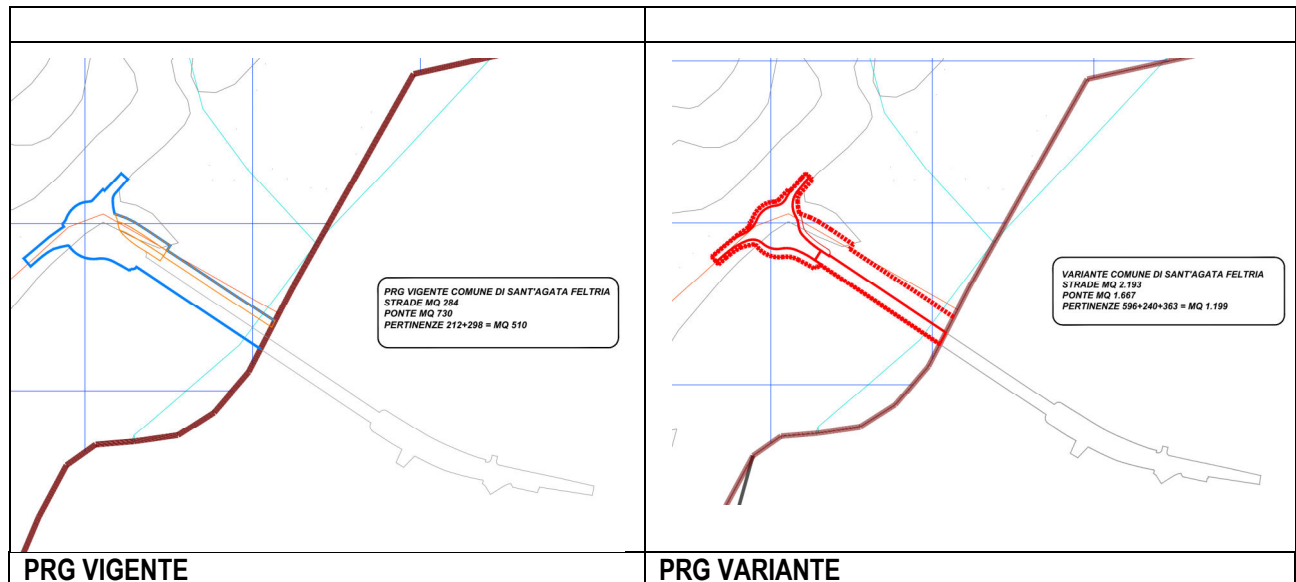 PRG VIGENTE COMUNE DI SANT'AGATA FELTRIA
STRADE MQ 284
PONTE MQ 730
PERTINENZE 212+298 = MQ 510
VARIANTE COMUNE DI SANT'AGATA FELTRIA
STRADE MQ 2.193
PONTE MQ 1.667
PERTINENZE 596+240+363 = MQ 1.199
PRG VIGENTE
PRG VARIANTE